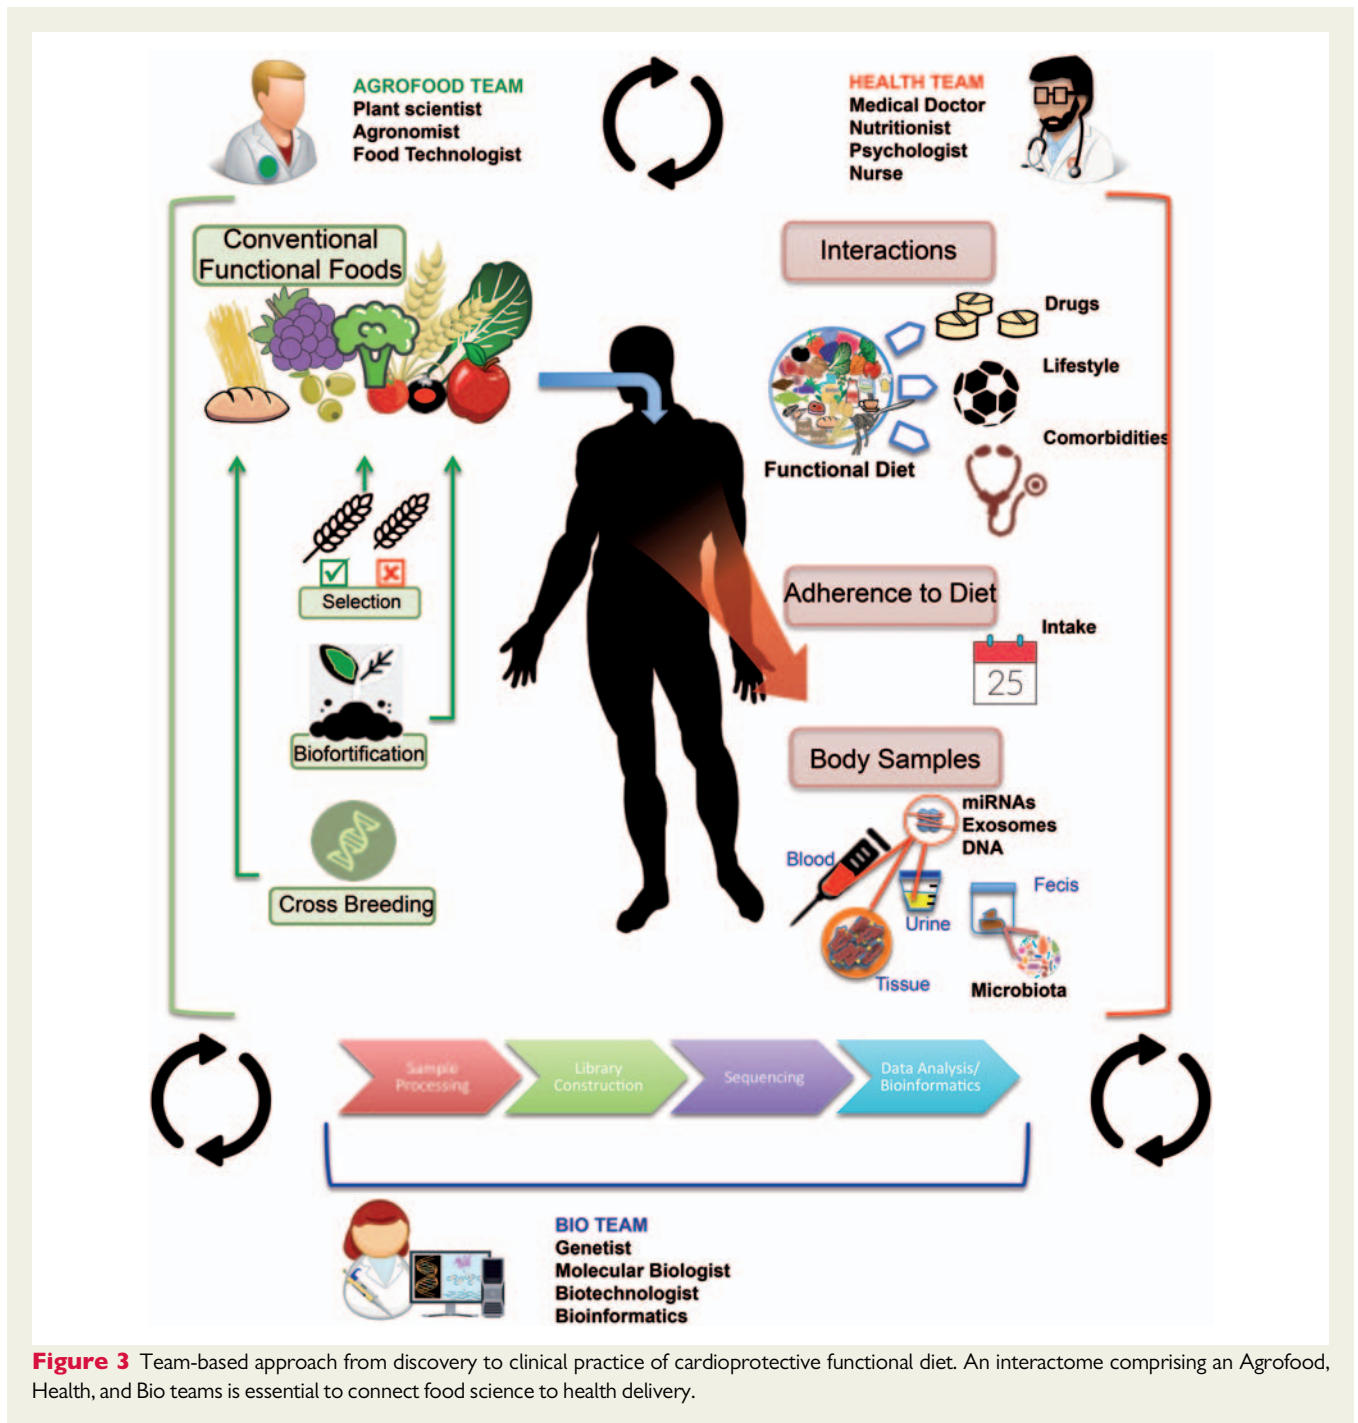 AGROFOOD TEAM
Plant scientist
Agronomist
Food Technologist
HEALTH TEAM
Medical Doctor
Nutritionist
Psychologist
Nurse
Conventional
Functional Foods
Selection
Biofortification
Cross Breeding
Interactions
Drugs
Lifestyle
Comorbidities
Functional Diet
Adherence to Diet
Intake
25
Body Samples
miRNAs
Exosomes
DNA
Blood
Urine
Tissue
Fecis
Microbiota
Sample
Processing
Library
Construction
Sequencing
Data Analysis/
Bioinformatics
BIO TEAM
Genetist
Molecular Biologist
Biotechnologist
Bioinformatics
Figure 3 Team-based approach from discovery to clinical practice of cardioprotective functional diet. An interactome comprising an Agrofood,
Health, and Bio teams is essential to connect food science to health delivery.